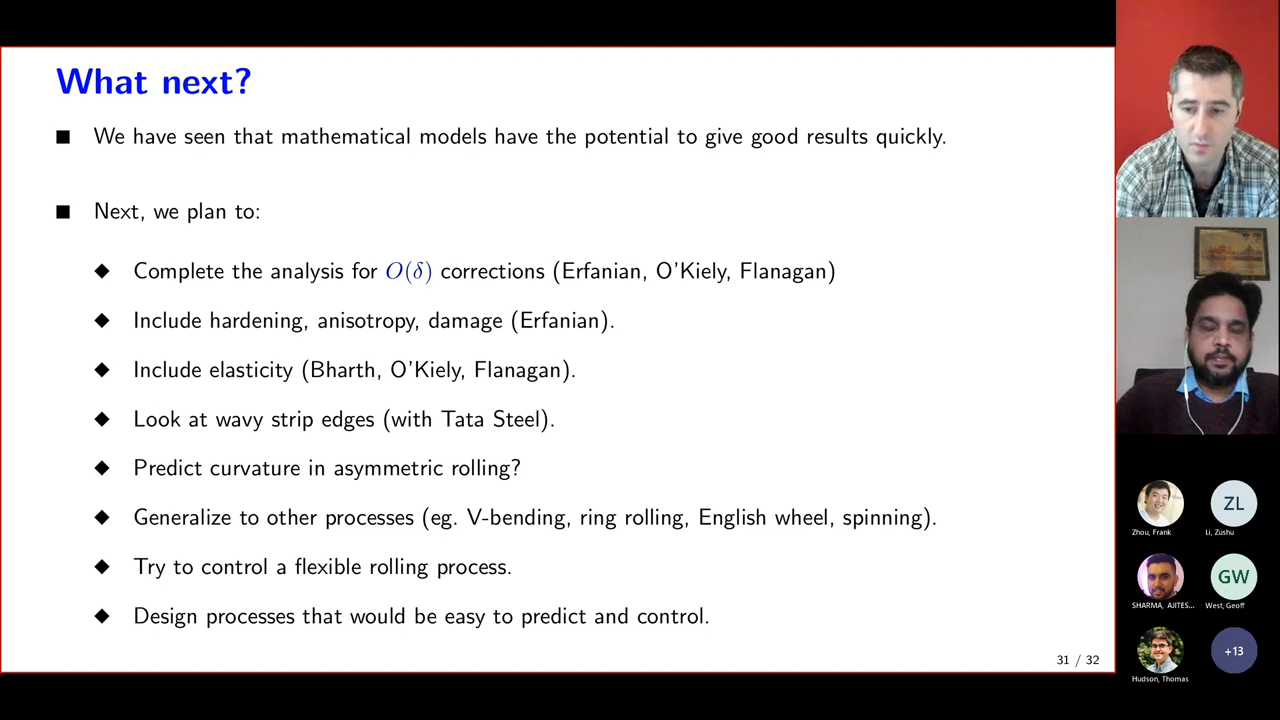 What next?
We have seen that mathematical models have the potential to give good results quickly.
Next, we plan to:
Complete the analysis for O(δ) corrections (Erfanian, O'Kiely, Flanagan)
Include hardening, anisotropy, damage (Erfanian).
Include elasticity (Bharth, O'Kiely, Flanagan).
Look at wavy strip edges (with Tata Steel).
Predict curvature in asymmetric rolling?
Generalize to other processes (eg. V-bending, ring rolling, English wheel, spinning).
Try to control a flexible rolling process.
Design processes that would be easy to predict and control.
31 / 32
ZL
Zhou, Frank
Li, Zushu
GW
SHARMA, AJITES...
West, Geoff
+13
Hudson, Thomas